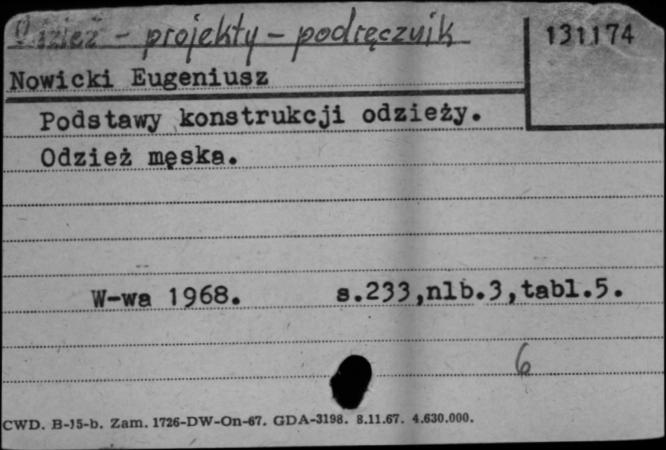 Odzież - projekty - podręcznik
131174
Nowicki Eugeniusz
Podstawy konstrukcji odzieży.
Odzież męska.
W-wa 1968. s.233,nlb.3,tabl.5.
6
CWD. B-15-b. Zam. 1726-DW-On-67. GDA-3198. 8.11.67. 4.630.000.